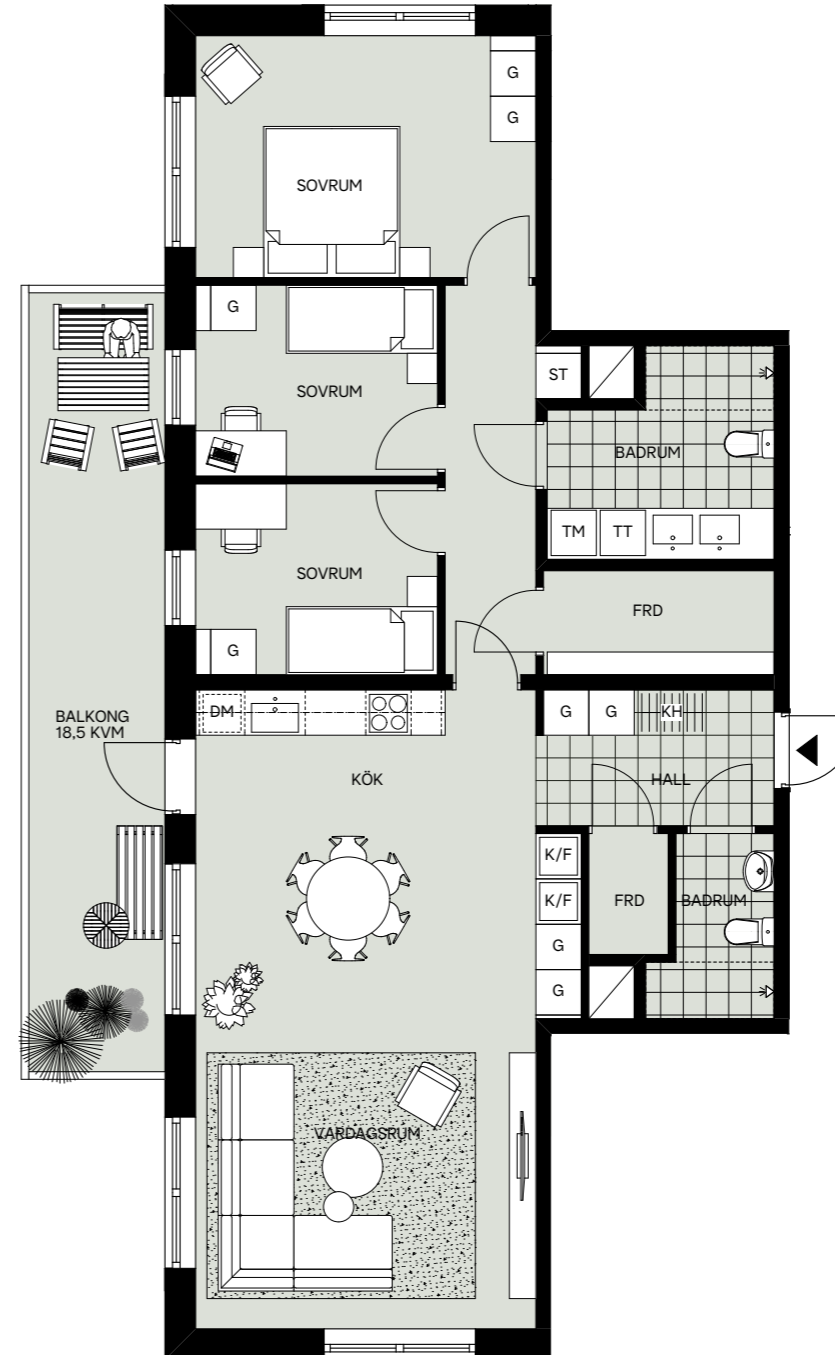 G
G
SOVRUM
G
SOVRUM
ST
BADRUM
TM TT
SOVRUM
FRD
G
DM
G G KH
BALKONG
18,5 KVM
KÖK
HALL
K/F
K/F
FRD
BADRUM
G
G
VARDAGSRUM